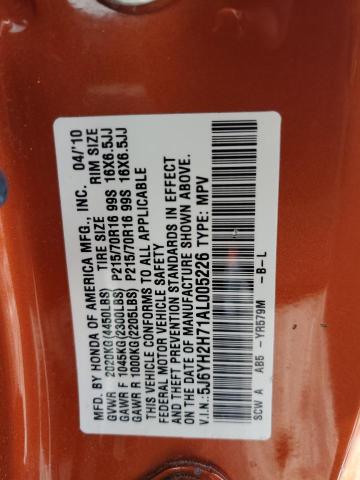 MFD. BY HONDA OF AMERICA MFG., INC. 04/'10
GVWR 2020KG(4450LBS) RIM SIZE
GAWR F 1045KG(2300LBS) P215/70R16 99S 16X6.5JJ
GAWR R 1000KG(2205LBS) P215/70R16 99S 16X6.5JJ
THIS VEHICLE CONFORMS TO ALL APPLICABLE
FEDERAL MOTOR VEHICLE SAFETY
AND THEFT PREVENTION STANDARDS IN EFFECT
ON THE DATE OF MANUFACTURE SHOWN ABOVE.
V.I.N:5J6YH2H71AL005226 TYPE: MPV
SCW A AB5 -YR579M -B-L